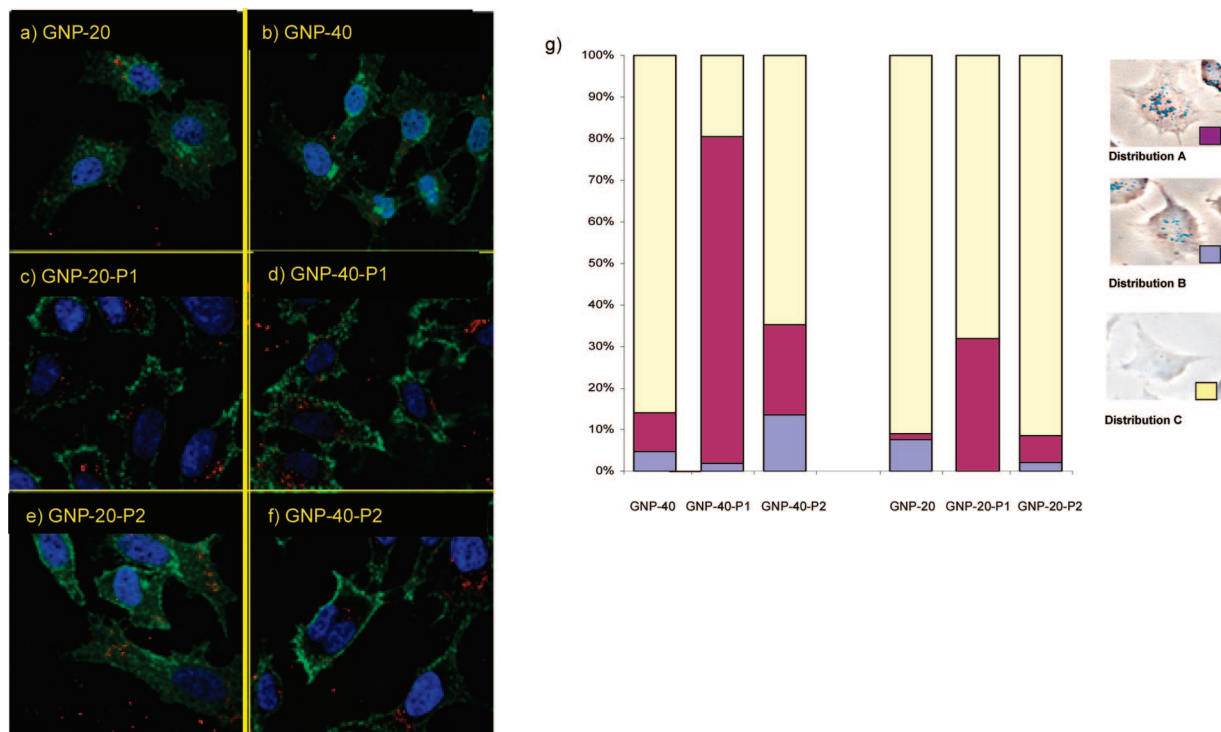 a) GNP-20
b) GNP-40
c) GNP-20-P1
d) GNP-40-P1
e) GNP-20-P2
f) GNP-40-P2
g)
100%
90%
80%
70%
60%
50%
40%
30%
20%
10%
0%
GNP-40
GNP-40-P1
GNP-40-P2
GNP-20
GNP-20-P1
GNP-20-P2
Distribution A
Distribution B
Distribution C